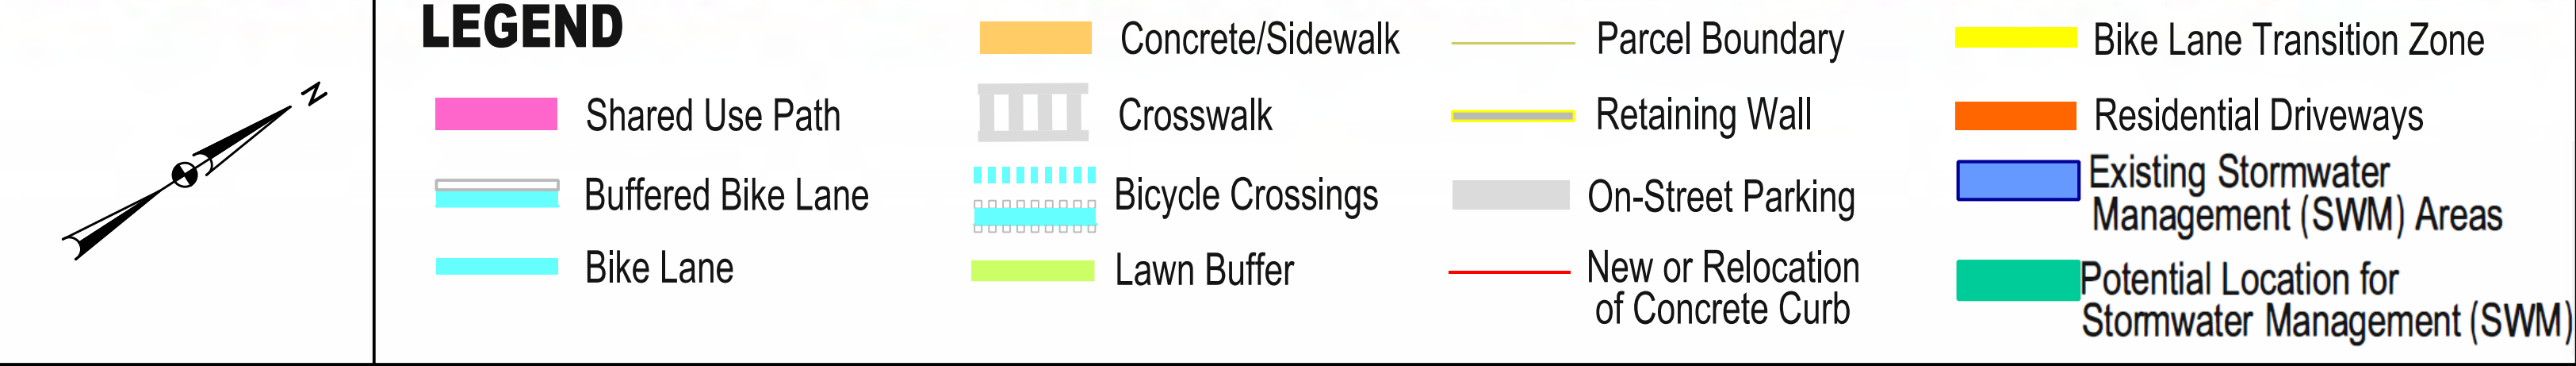 N
LEGEND
Shared Use Path
Buffered Bike Lane
Bike Lane
Concrete/Sidewalk
Crosswalk
Bicycle Crossings
Lawn Buffer
Parcel Boundary
Retaining Wall
On-Street Parking
New or Relocation
of Concrete Curb
Bike Lane Transition Zone
Residential Driveways
Existing Stormwater
Management (SWM) Areas
Potential Location for
Stormwater Management (SWM)